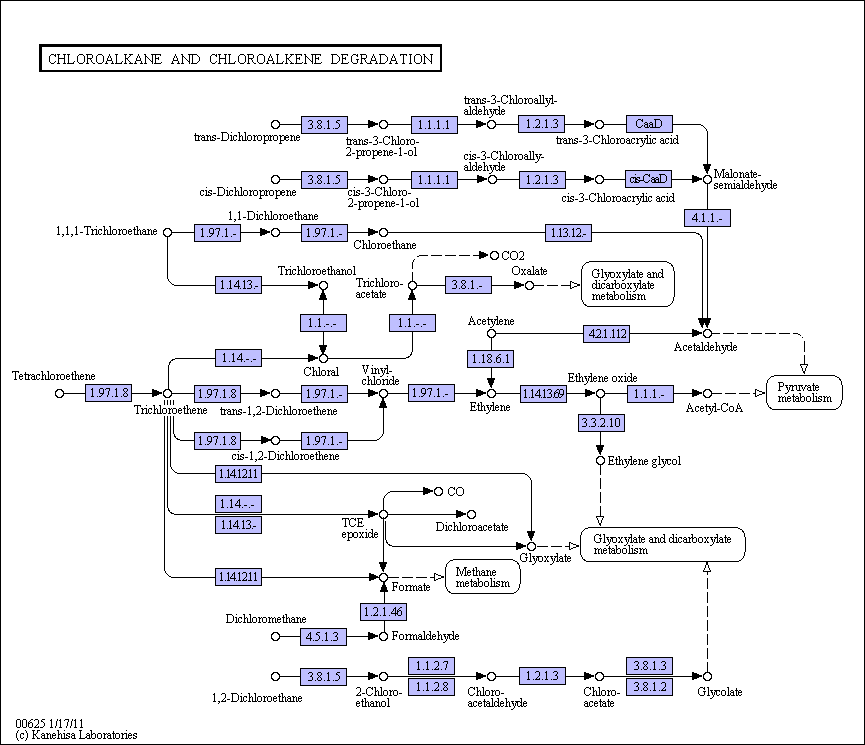 CHLOROALKANE AND CHLOROALKENE DEGRADATION
trans-3-Chloroallyl-
aldehyde
3.8.1.5
1.1.1.1
1.2.1.3
CaaD
trans-Dichloropropene
trans-3-Chloro-
2-propene-1-ol
trans-3-Chloroacrylic acid
cis-3-Chloroally-
aldehyde
3.8.1.5
1.1.1.1
1.2.1.3
cis-CaaD
Malonate-
semialdehyde
cis-Dichloropropene
cis-3-Chloro-
2-propene-1-ol
cis-3-Chloroacrylic acid
4.1.1.-
1,1-Dichloroethane
1,1,1-Trichloroethane
1.97.1.-
1.97.1.-
Chloroethane
1.13.12.-
CO2
Trichloroethanol
Trichloro-
acetate
Oxalate
1.14.13.-
3.8.1.-
Glyoxylate and
dicarboxylate
metabolism
1.1.-.-
1.1.-.-
Acetylene
4.2.1.112
Acetaldehyde
1.14.-.-
Chloral
1.18.6.1
Tetrachloroethene
Vinyl-
chloride
Ethylene oxide
1.97.1.8
1.97.1.8
1.97.1.-
1.97.1.-
1.14.13.69
1.1.1.-
Pyruvate
metabolism
Trichloroethene
trans-1,2-Dichloroethene
Ethylene
Acetyl-CoA
3.3.2.10
1.97.1.8
1.97.1.-
cis-1,2-Dichloroethene
Ethylene glycol
1.14.12.11
CO
1.14.-.-
1.14.13.-
TCE
epoxide
Dichloroacetate
Glyoxylate and dicarboxylate
metabolism
Glyoxylate
1.14.12.11
Formate
Methane
metabolism
1.2.1.46
Dichloromethane
4.5.1.3
Formaldehyde
3.8.1.5
1.1.2.7
1.1.2.8
1.2.1.3
3.8.1.3
3.8.1.2
1,2-Dichloroethane
2-Chloro-
ethanol
Chloro-
acetaldehyde
Chloro-
acetate
Glycolate
00625 1/17/11
(c) Kanehisa Laboratories